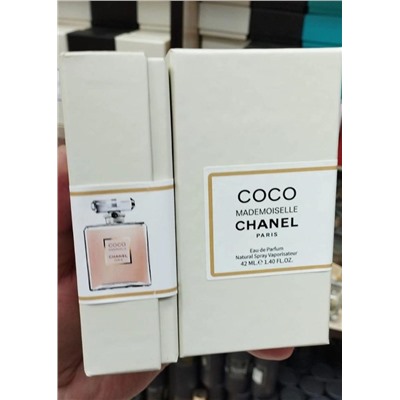 COCO
MADEMOISELLE
CHANEL
PARIS
Eau de Parfum
Natural Spray Vaporisateur
42 ML.℮ 1.40 FL.OZ.
COCO
CHANEL